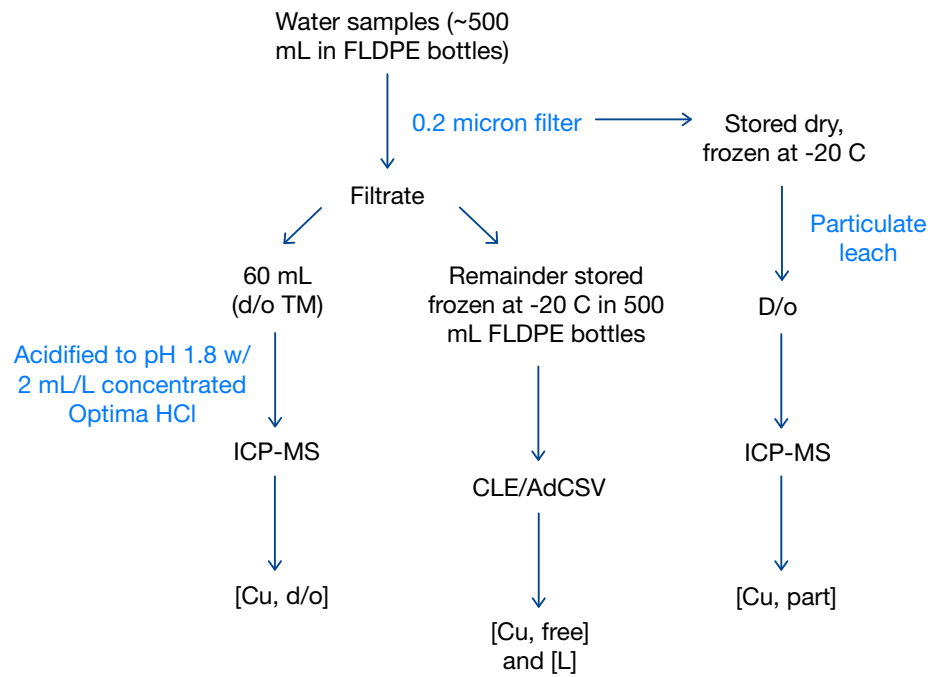 Water samples (~500
mL in FLDPE bottles)
0.2 micron filter
Stored dry,
frozen at -20 C
Filtrate
Particulate
leach
60 mL
(d/o TM)
Remainder stored
frozen at -20 C in 500
mL FLDPE bottles
D/o
Acidified to pH 1.8 w/
2 mL/L concentrated
Optima HCl
ICP-MS
ICP-MS
CLE/AdCSV
[Cu, d/o]
[Cu, part]
[Cu, free]
and [L]